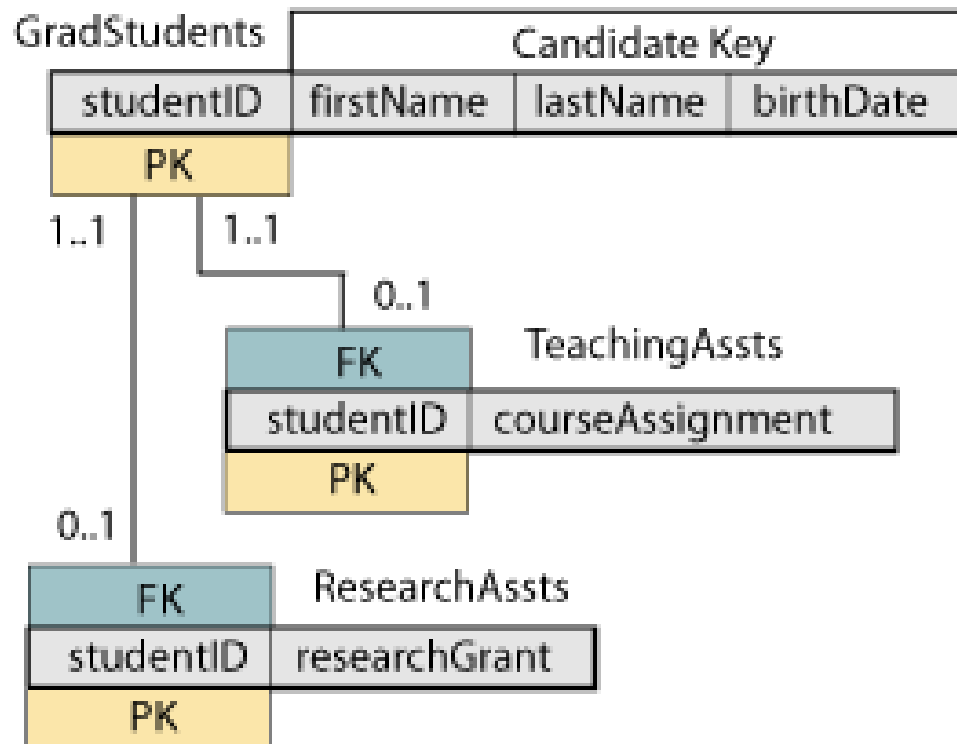 GradStudents
Candidate Key
studentID firstName lastName birthDate
PK
1..1 1..1
0..1
FK TeachingAssts
studentID courseAssignment
PK
0..1
FK ResearchAssts
studentID researchGrant
PK